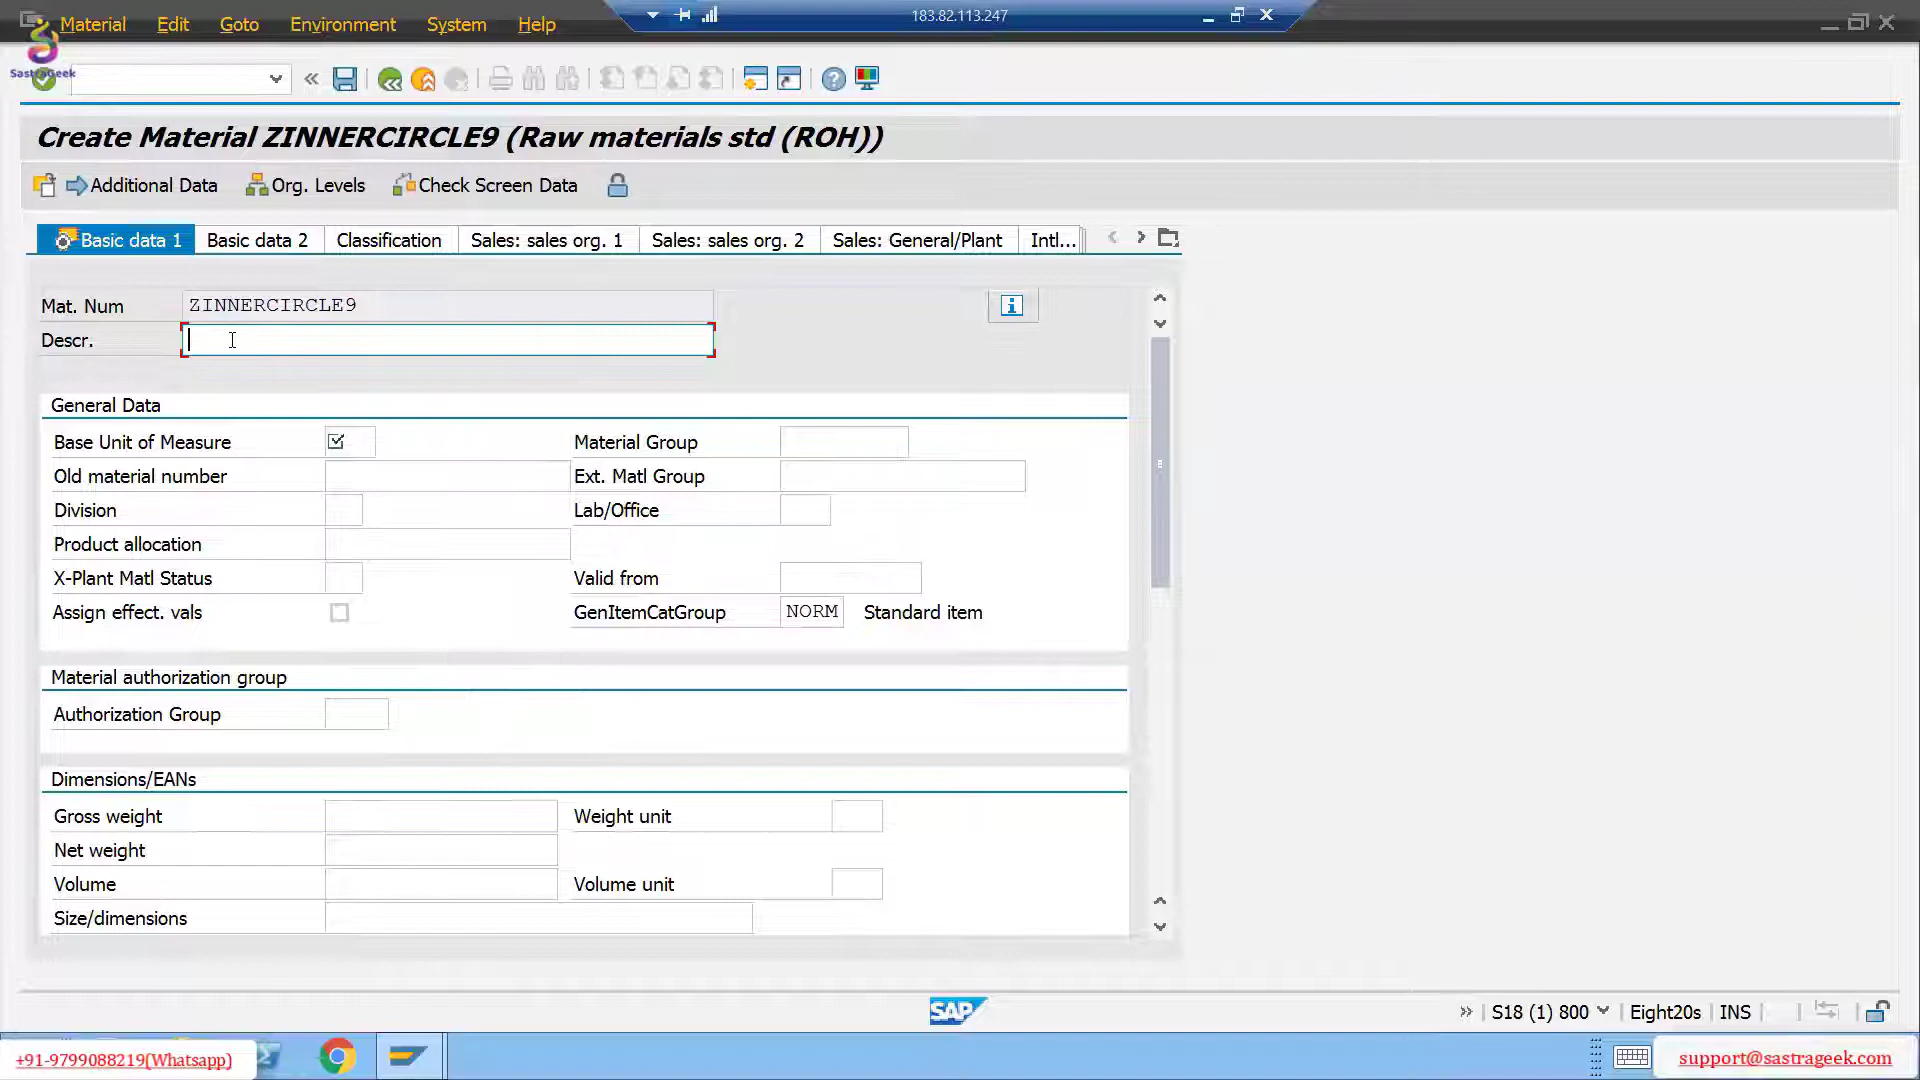 Material Edit Goto Environment System Help
183.82.113.247
SastraGeek
Create Material ZINNERCIRCLE9 (Raw materials std (ROH))
Additional Data Org. Levels Check Screen Data
Basic data 1 Basic data 2 Classification Sales: sales org. 1 Sales: sales org. 2 Sales: General/Plant Intl...
Mat. Num ZINNERCIRCLE9
Descr.
General Data
Base Unit of Measure Material Group
Old material number Ext. Matl Group
Division Lab/Office
Product allocation
X-Plant Matl Status Valid from
Assign effect. vals GenItemCatGroup NORM Standard item
Material authorization group
Authorization Group
Dimensions/EANs
Gross weight Weight unit
Net weight
Volume Volume unit
Size/dimensions
SAP S18 (1) 800 Eight20s INS
+91-9799088219(Whatsapp) support@sastrageek.com